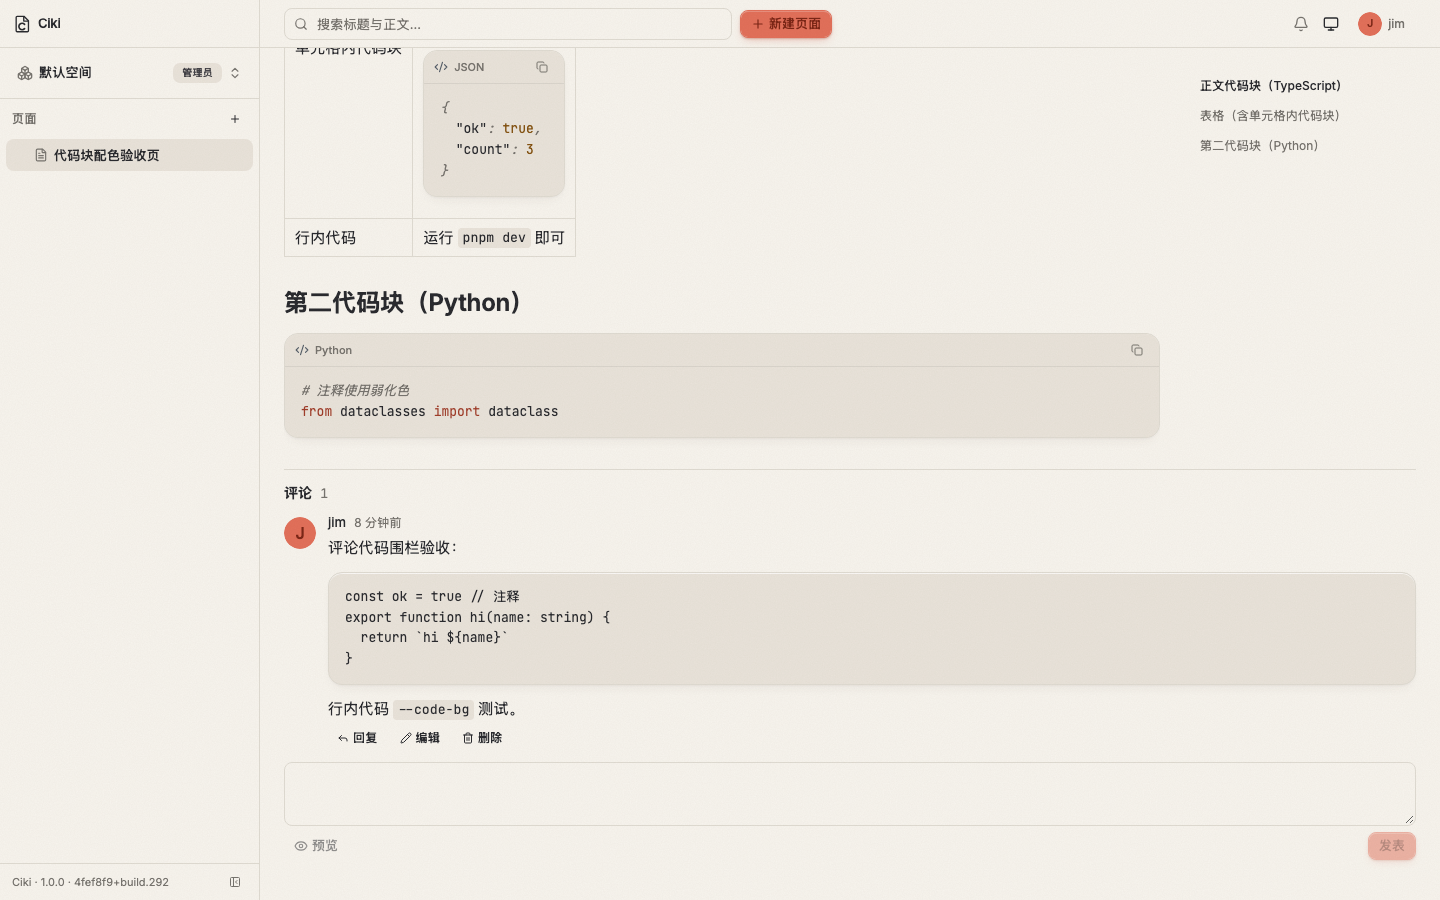 Ciki
搜索标题与正文...
新建页面
J
jim
默认空间
管理员
页面
代码块配色验收页
单元格内代码块
JSON
{
"ok": true,
"count": 3
}
行内代码
运行 pnpm dev 即可
第二代码块（Python）
Python
# 注释使用弱化色
from dataclasses import dataclass
评论 1
J
jim 8 分钟前
评论代码围栏验收：
const ok = true // 注释
export function hi(name: string) {
return `hi ${name}`
}
行内代码 --code-bg 测试。
回复 编辑 删除
预览
发表
正文代码块（TypeScript）
表格（含单元格内代码块）
第二代码块（Python）
Ciki · 1.0.0 · 4fef8f9+build.292